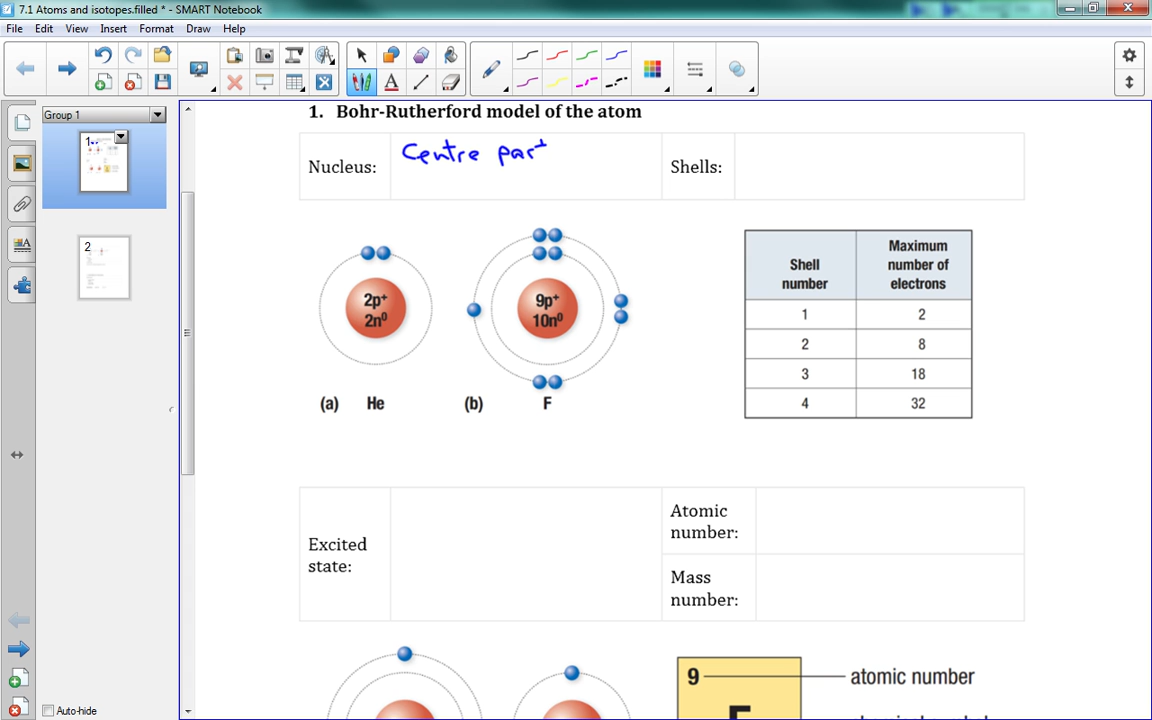 7.1 Atoms and isotopes.filled * - SMART Notebook
File Edit View Insert Format Draw Help
Group 1
1
2
Auto-hide
1. Bohr-Rutherford model of the atom
Nucleus: Centre part Shells:
2p⁺
2n⁰
9p⁺
10n⁰
(a) He (b) F
Shell number Maximum number of electrons
1 2
2 8
3 18
4 32
Excited state:
Atomic number:
Mass number:
9 atomic number